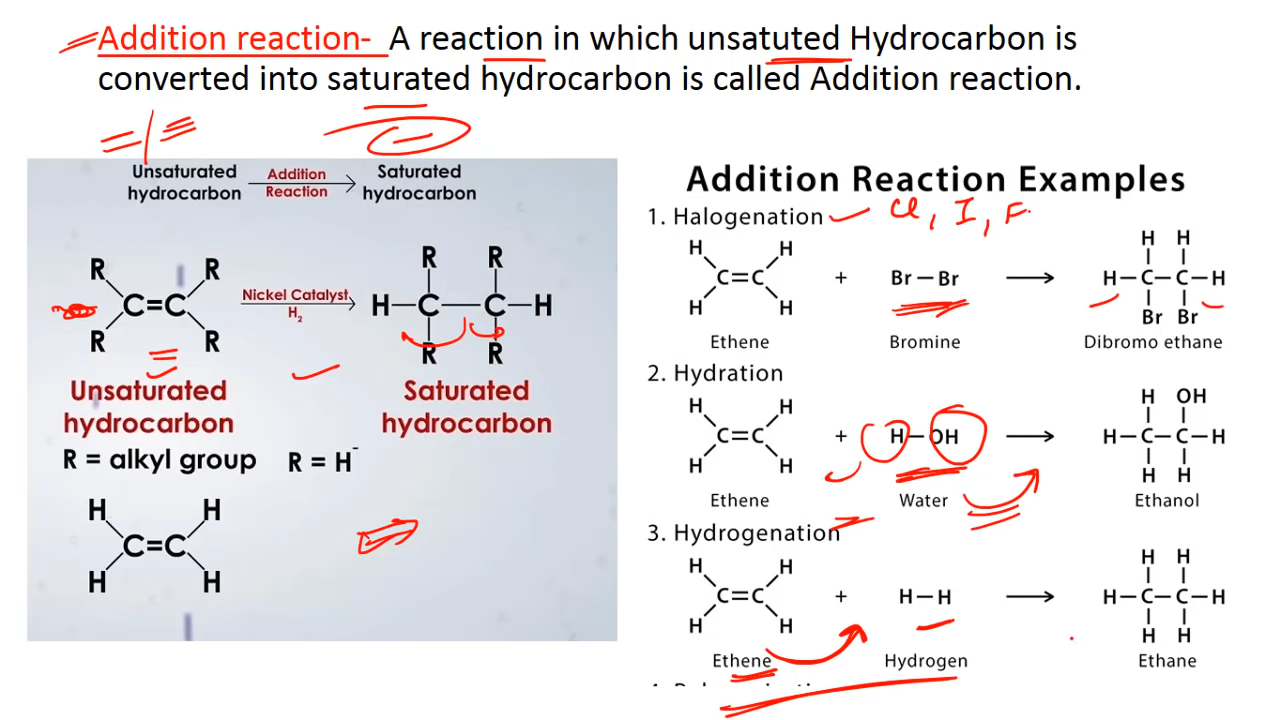 Addition reaction- A reaction in which unsatuted Hydrocarbon is
converted into saturated hydrocarbon is called Addition reaction.
Unsaturated hydrocarbon
Addition Reaction
Saturated hydrocarbon
R R
C=C
R R
Nickel Catalyst
H2
R R
H—C—C—H
R R
Unsaturated
hydrocarbon
Saturated
hydrocarbon
R = alkyl group R = H-
H H
C=C
H H
Addition Reaction Examples
1. Halogenation Cl, I, F
H H
C=C
H H
+
Br—Br
H H
H—C—C—H
Br Br
Ethene Bromine Dibromo ethane
2. Hydration
H H
C=C
H H
+
H—OH
H OH
H—C—C—H
H H
Ethene Water Ethanol
3. Hydrogenation
H H
C=C
H H
+
H—H
H H
H—C—C—H
H H
Ethene Hydrogen Ethane